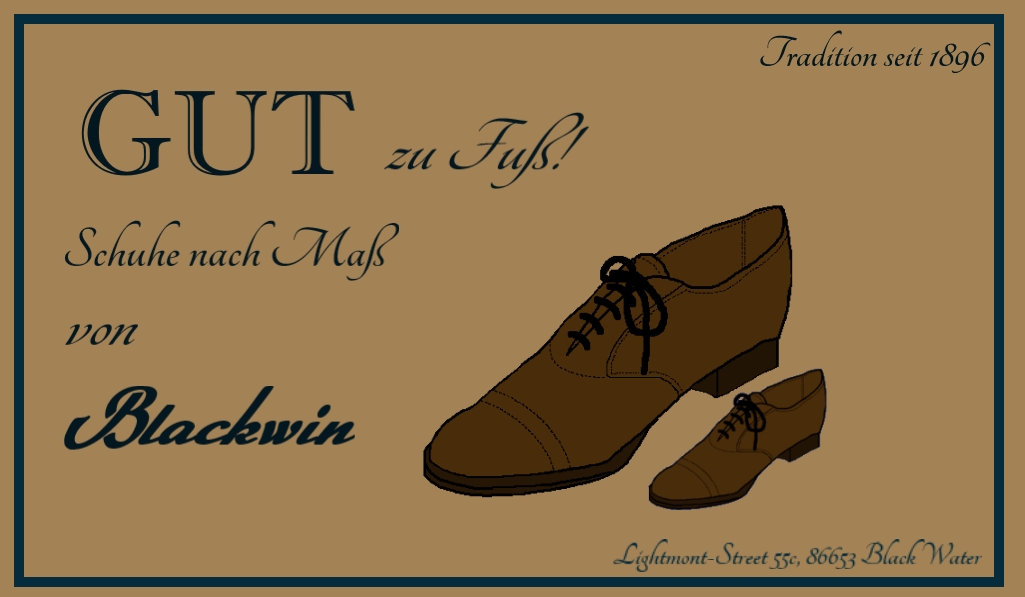 Tradition seit 1896
GUT zu Fuß!
Schuhe nach Maß
von
Blackwin
Lightmont-Street 55c, 86653 Black Water